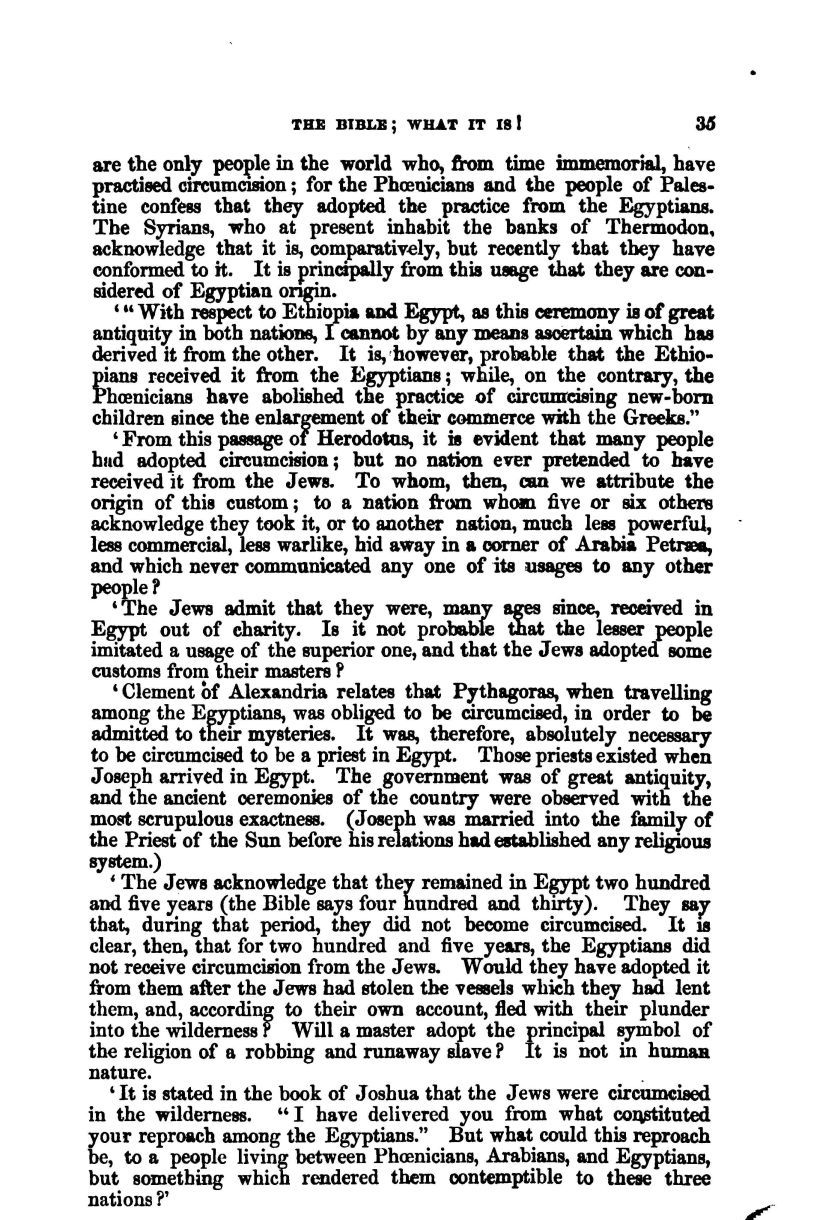 THE BIBLE; WHAT IT IS! 35
are the only people in the world who, from time immemorial, have
practised circumcision; for the Phœnicians and the people of Pales-
tine confess that they adopted the practice from the Egyptians.
The Syrians, who at present inhabit the banks of Thermodon,
acknowledge that it is, comparatively, but recently that they have
conformed to it. It is principally from this usage that they are con-
sidered of Egyptian origin.
‘“With respect to Ethiopia and Egypt, as this ceremony is of great
antiquity in both nations, I cannot by any means ascertain which has
derived it from the other. It is, however, probable that the Ethio-
pians received it from the Egyptians; while, on the contrary, the
Phœnicians have abolished the practice of circumcising new-born
children since the enlargement of their commerce with the Greeks.”
‘From this passage of Herodotus, it is evident that many people
had adopted circumcision; but no nation ever pretended to have
received it from the Jews. To whom, then, can we attribute the
origin of this custom; to a nation from whom five or six others
acknowledge they took it, or to another nation, much less powerful,
less commercial, less warlike, hid away in a corner of Arabia Petræa,
and which never communicated any one of its usages to any other
people?
‘The Jews admit that they were, many ages since, received in
Egypt out of charity. Is it not probable that the lesser people
imitated a usage of the superior one, and that the Jews adopted some
customs from their masters?
‘Clement of Alexandria relates that Pythagoras, when travelling
among the Egyptians, was obliged to be circumcised, in order to be
admitted to their mysteries. It was, therefore, absolutely necessary
to be circumcised to be a priest in Egypt. Those priests existed when
Joseph arrived in Egypt. The government was of great antiquity,
and the ancient ceremonies of the country were observed with the
most scrupulous exactness. (Joseph was married into the family of
the Priest of the Sun before his relations had established any religious
system.)
‘The Jews acknowledge that they remained in Egypt two hundred
and five years (the Bible says four hundred and thirty). They say
that, during that period, they did not become circumcised. It is
clear, then, that for two hundred and five years, the Egyptians did
not receive circumcision from the Jews. Would they have adopted it
from them after the Jews had stolen the vessels which they had lent
them, and, according to their own account, fled with their plunder
into the wilderness? Will a master adopt the principal symbol of
the religion of a robbing and runaway slave? It is not in human
nature.
‘It is stated in the book of Joshua that the Jews were circumcised
in the wilderness. “I have delivered you from what constituted
your reproach among the Egyptians.” But what could this reproach
be, to a people living between Phœnicians, Arabians, and Egyptians,
but something which rendered them contemptible to these three
nations?’